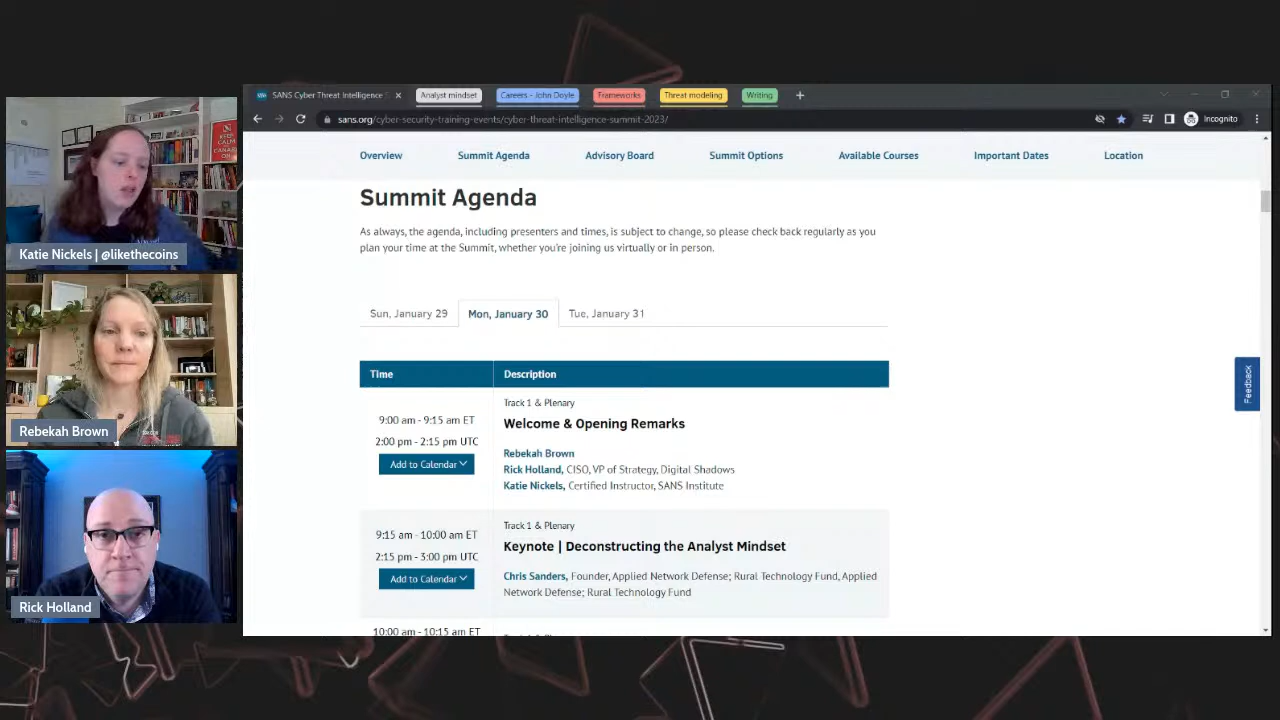 SANS Cyber Threat Intelligence S
Analyst mindset
Careers - John Doyle
Frameworks
Threat modeling
Writing
sans.org/cyber-security-training-events/cyber-threat-intelligence-summit-2023/
Incognito
Overview
Summit Agenda
Advisory Board
Summit Options
Available Courses
Important Dates
Location
Summit Agenda
As always, the agenda, including presenters and times, is subject to change, so please check back regularly as you
plan your time at the Summit, whether you're joining us virtually or in person.
Sun, January 29
Mon, January 30
Tue, January 31
Time
Description
9:00 am - 9:15 am ET
2:00 pm - 2:15 pm UTC
Add to Calendar
Track 1 & Plenary
Welcome & Opening Remarks
Rebekah Brown
Rick Holland, CISO, VP of Strategy, Digital Shadows
Katie Nickels, Certified Instructor, SANS Institute
9:15 am - 10:00 am ET
2:15 pm - 3:00 pm UTC
Add to Calendar
Track 1 & Plenary
Keynote | Deconstructing the Analyst Mindset
Chris Sanders, Founder, Applied Network Defense; Rural Technology Fund, Applied
Network Defense; Rural Technology Fund
10:00 am - 10:15 am ET
Feedback
KEEP
CALM
Katie Nickels | @likethecoins
Rebekah Brown
Rick Holland